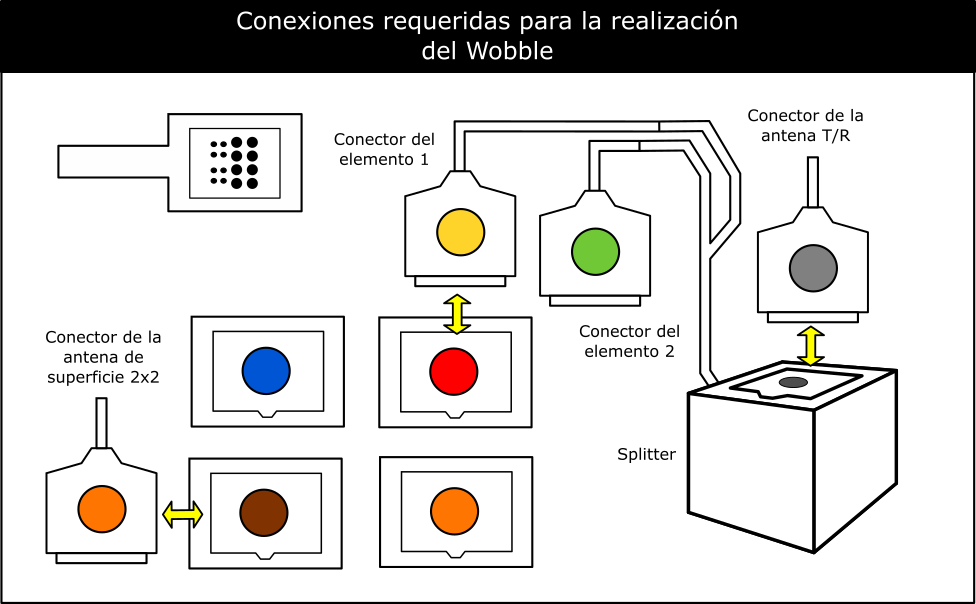 Conexiones requeridas para la realización
del Wobble
Conector de la
antena T/R
Conector del
elemento 1
Conector del
elemento 2
Conector de la
antena de
superficie 2x2
Splitter